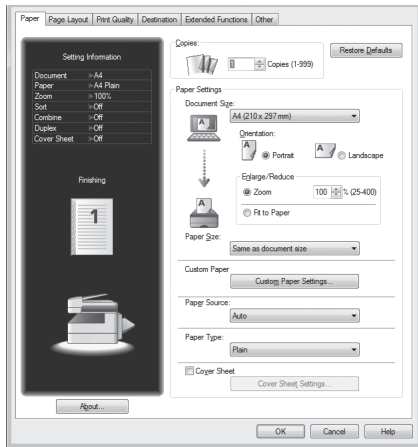 Paper Page Layout Print Quality Destination Extended Functions Other
Setting Information
Document ▷A4
Paper ▷A4 Plain
Zoom ▷100%
Sort ▷Off
Combine ▷Off
Duplex ▷Off
Cover Sheet ▷Off
Finishing
1
About...
Copies:
1 Copies (1-999)
Restore Defaults
Paper Settings
Document Size:
A4 (210 x 297 mm)
Orientation:
A Portrait A Landscape
Enlarge/Reduce
Zoom 100 % (25-400)
Fit to Paper
Paper Size:
Same as document size
Custom Paper
Custom Paper Settings...
Paper Source:
Auto
Paper Type:
Plain
Cover Sheet
Cover Sheet Settings...
OK Cancel Help